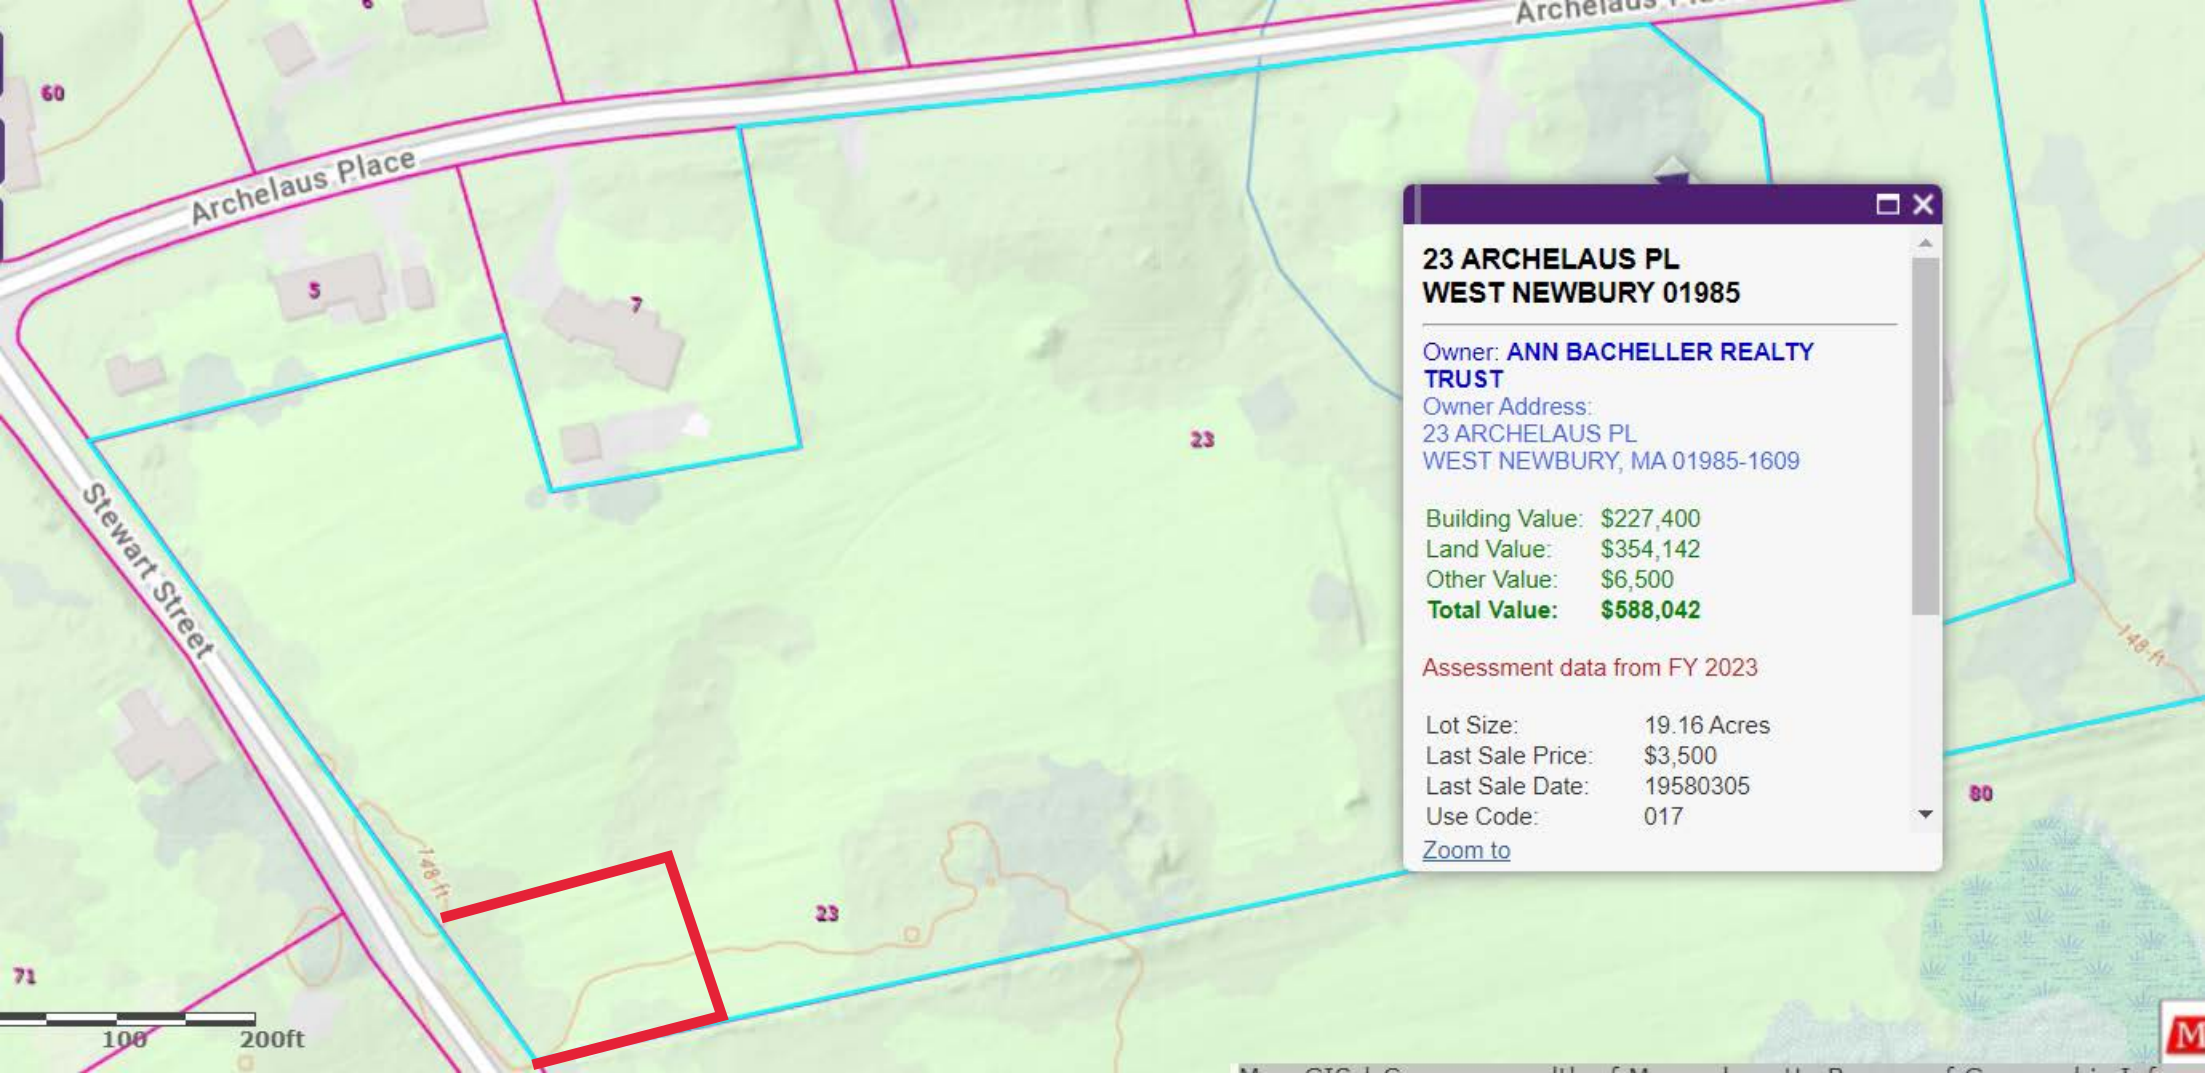 Archelaus
60
Archelaus Place
5
7
23
Stewart Street
148-ft
23
71
100
200ft
23 ARCHELAUS PL
WEST NEWBURY 01985
Owner: ANN BACHELLER REALTY
TRUST
Owner Address:
23 ARCHELAUS PL
WEST NEWBURY, MA 01985-1609
Building Value: $227,400
Land Value: $354,142
Other Value: $6,500
Total Value: $588,042
Assessment data from FY 2023
Lot Size: 19.16 Acres
Last Sale Price: $3,500
Last Sale Date: 19580305
Use Code: 017
Zoom to
148-ft
80
M